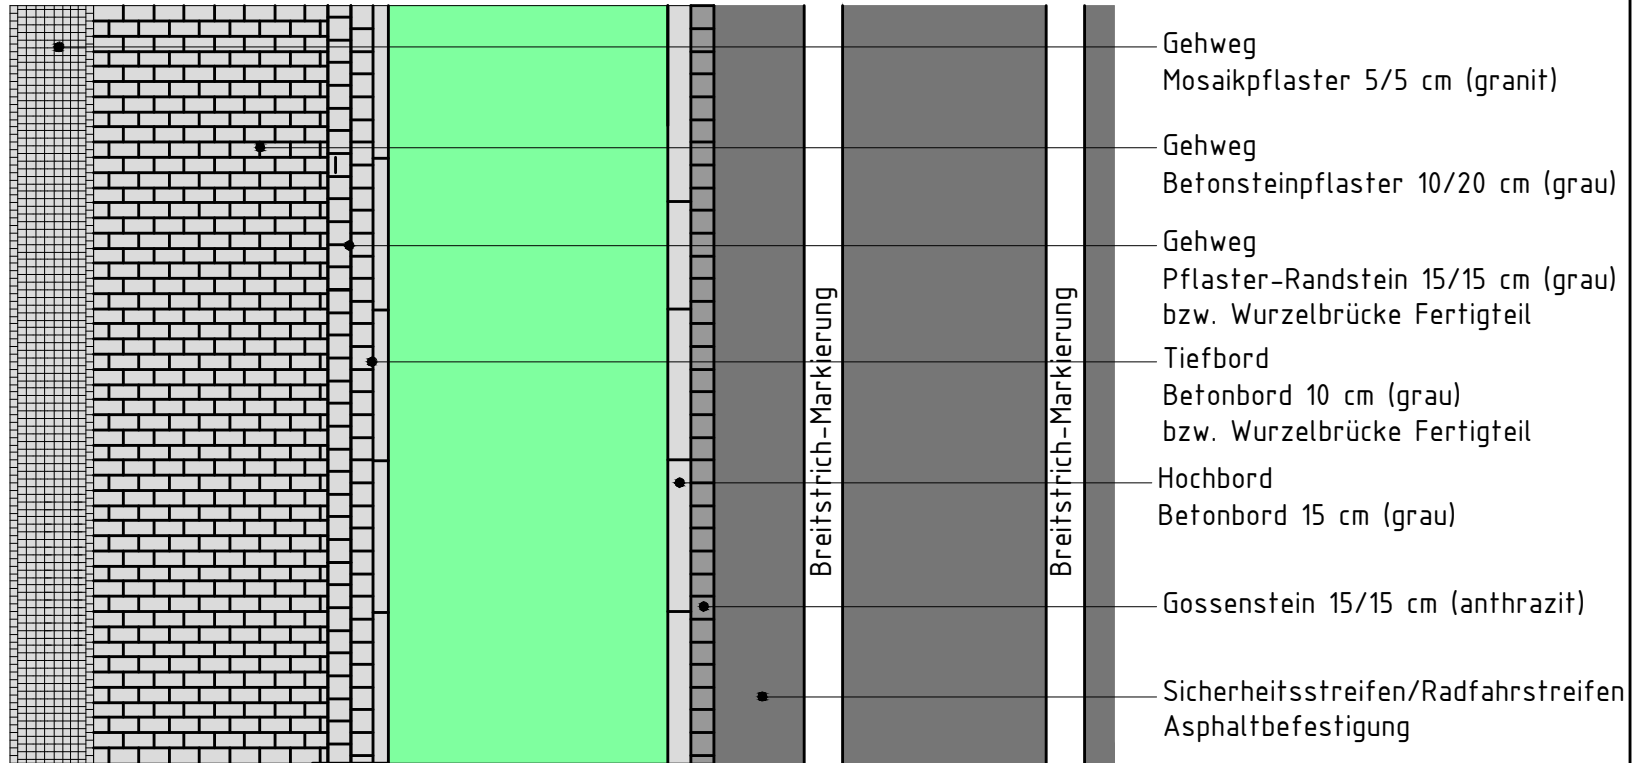 Gehweg
Mosaikpflaster 5/5 cm (granit)
Gehweg
Betonsteinpflaster 10/20 cm (grau)
Gehweg
Pflaster-Randstein 15/15 cm (grau)
bzw. Wurzelbrücke Fertigteil
Tiefbord
Betonbord 10 cm (grau)
bzw. Wurzelbrücke Fertigteil
Hochbord
Betonbord 15 cm (grau)
Gossenstein 15/15 cm (anthrazit)
Sicherheitsstreifen/Radfahrstreifen
Asphaltbefestigung
Breitstrich-Markierung
Breitstrich-Markierung